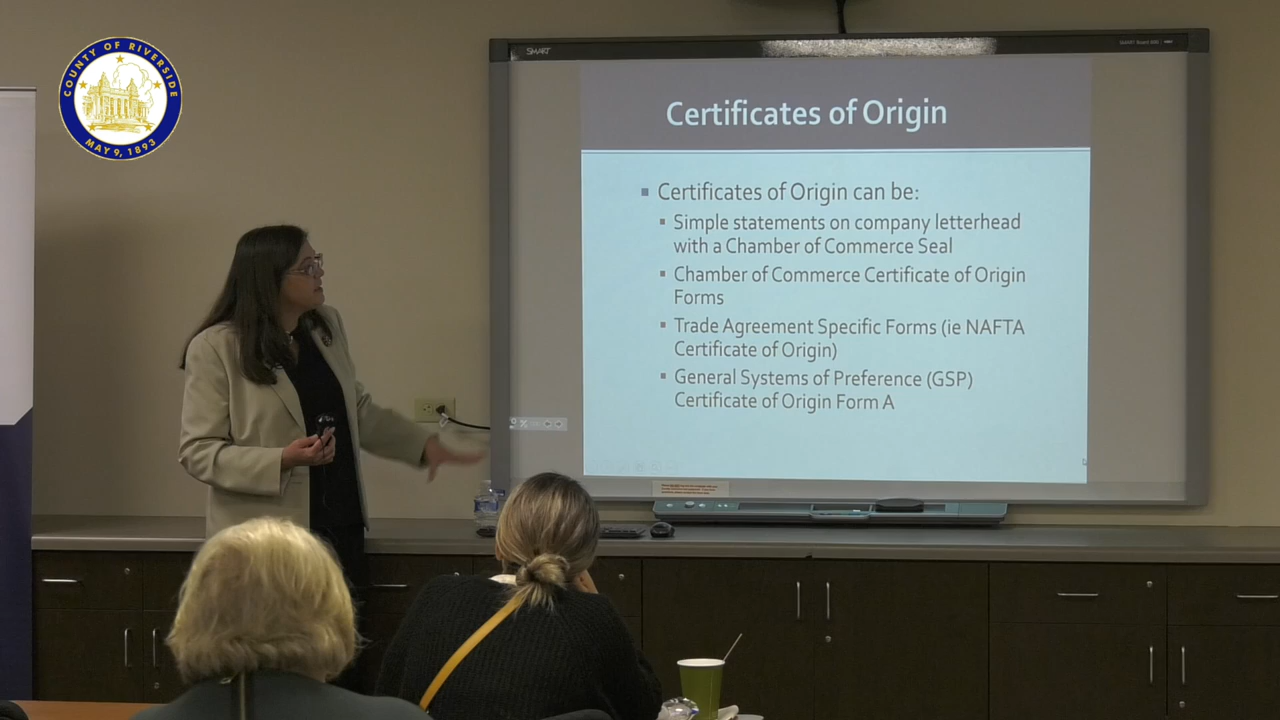 COUNTY OF RIVERSIDE
MAY 9, 1893
SMART
Certificates of Origin
Certificates of Origin can be:
Simple statements on company letterhead
with a Chamber of Commerce Seal
Chamber of Commerce Certificate of Origin
Forms
Trade Agreement Specific Forms (ie NAFTA
Certificate of Origin)
General Systems of Preference (GSP)
Certificate of Origin Form A